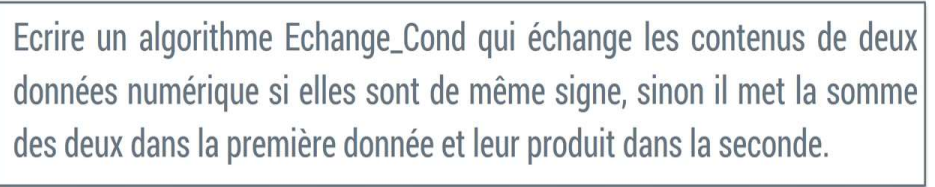 Ecrire un algorithme Echange_Cond qui échange les contenus de deux
données numérique si elles sont de même signe, sinon il met la somme
des deux dans la première donnée et leur produit dans la seconde.